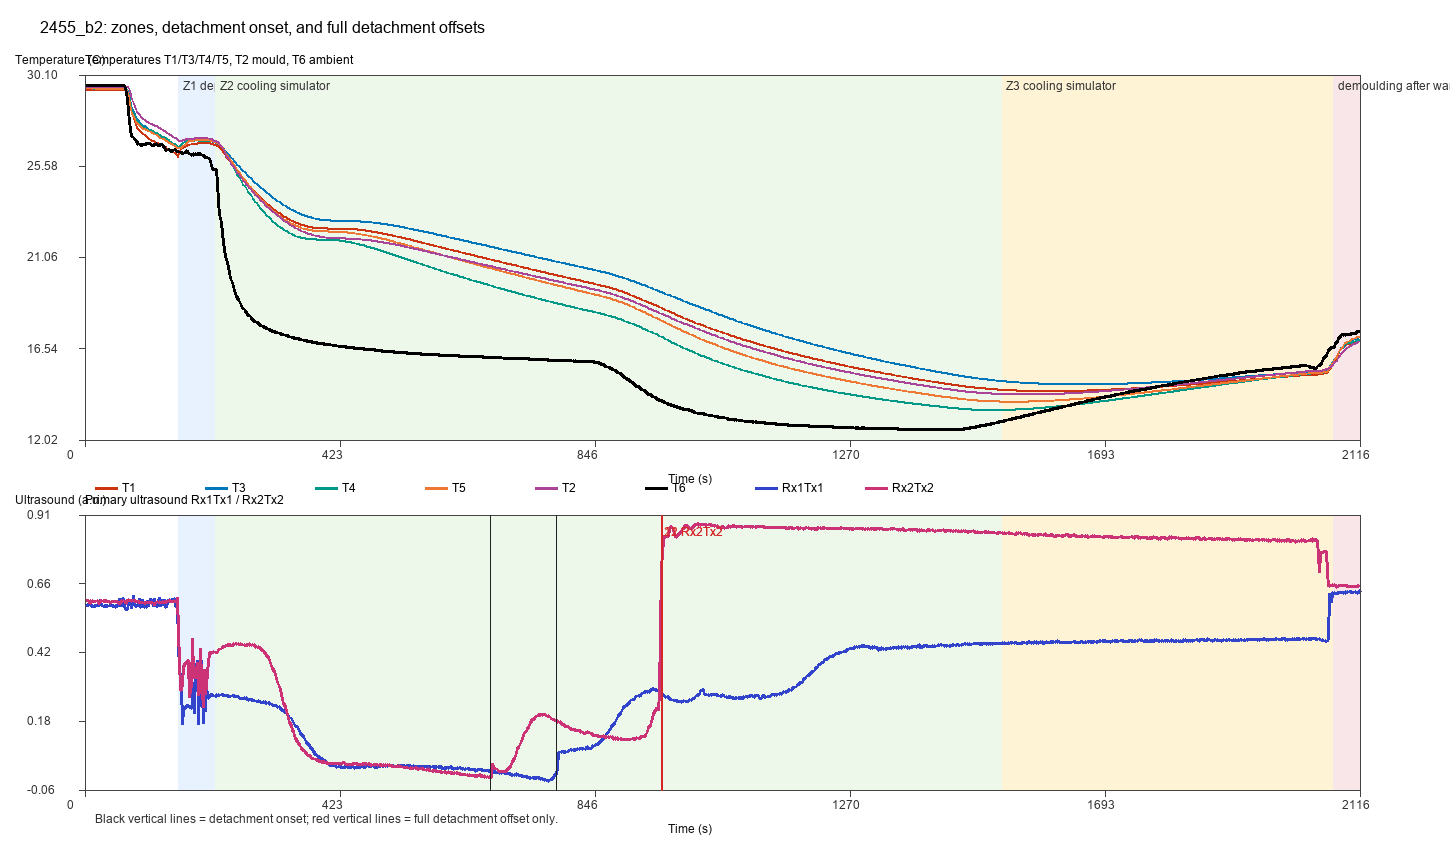 2455_b2: zones, detachment onset, and full detachment offsets
Temperature (C)
Temperatures T1/T3/T4/T5, T2 mould, T6 ambient
30.10
25.58
21.06
16.54
12.02
Z1 de
Z2 cooling simulator
Z3 cooling simulator
demoulding after wa
0 423 846 1270 1693 2116
Time (s)
T1 T3 T4 T5 T2 T6 Rx1Tx1 Rx2Tx2
Ultrasound (a.u.)
Primary ultrasound Rx1Tx1 / Rx2Tx2
0.91
0.66
0.42
0.18
-0.06
Rx2Tx2
0 423 846 1270 1693 2116
Black vertical lines = detachment onset; red vertical lines = full detachment offset only.
Time (s)